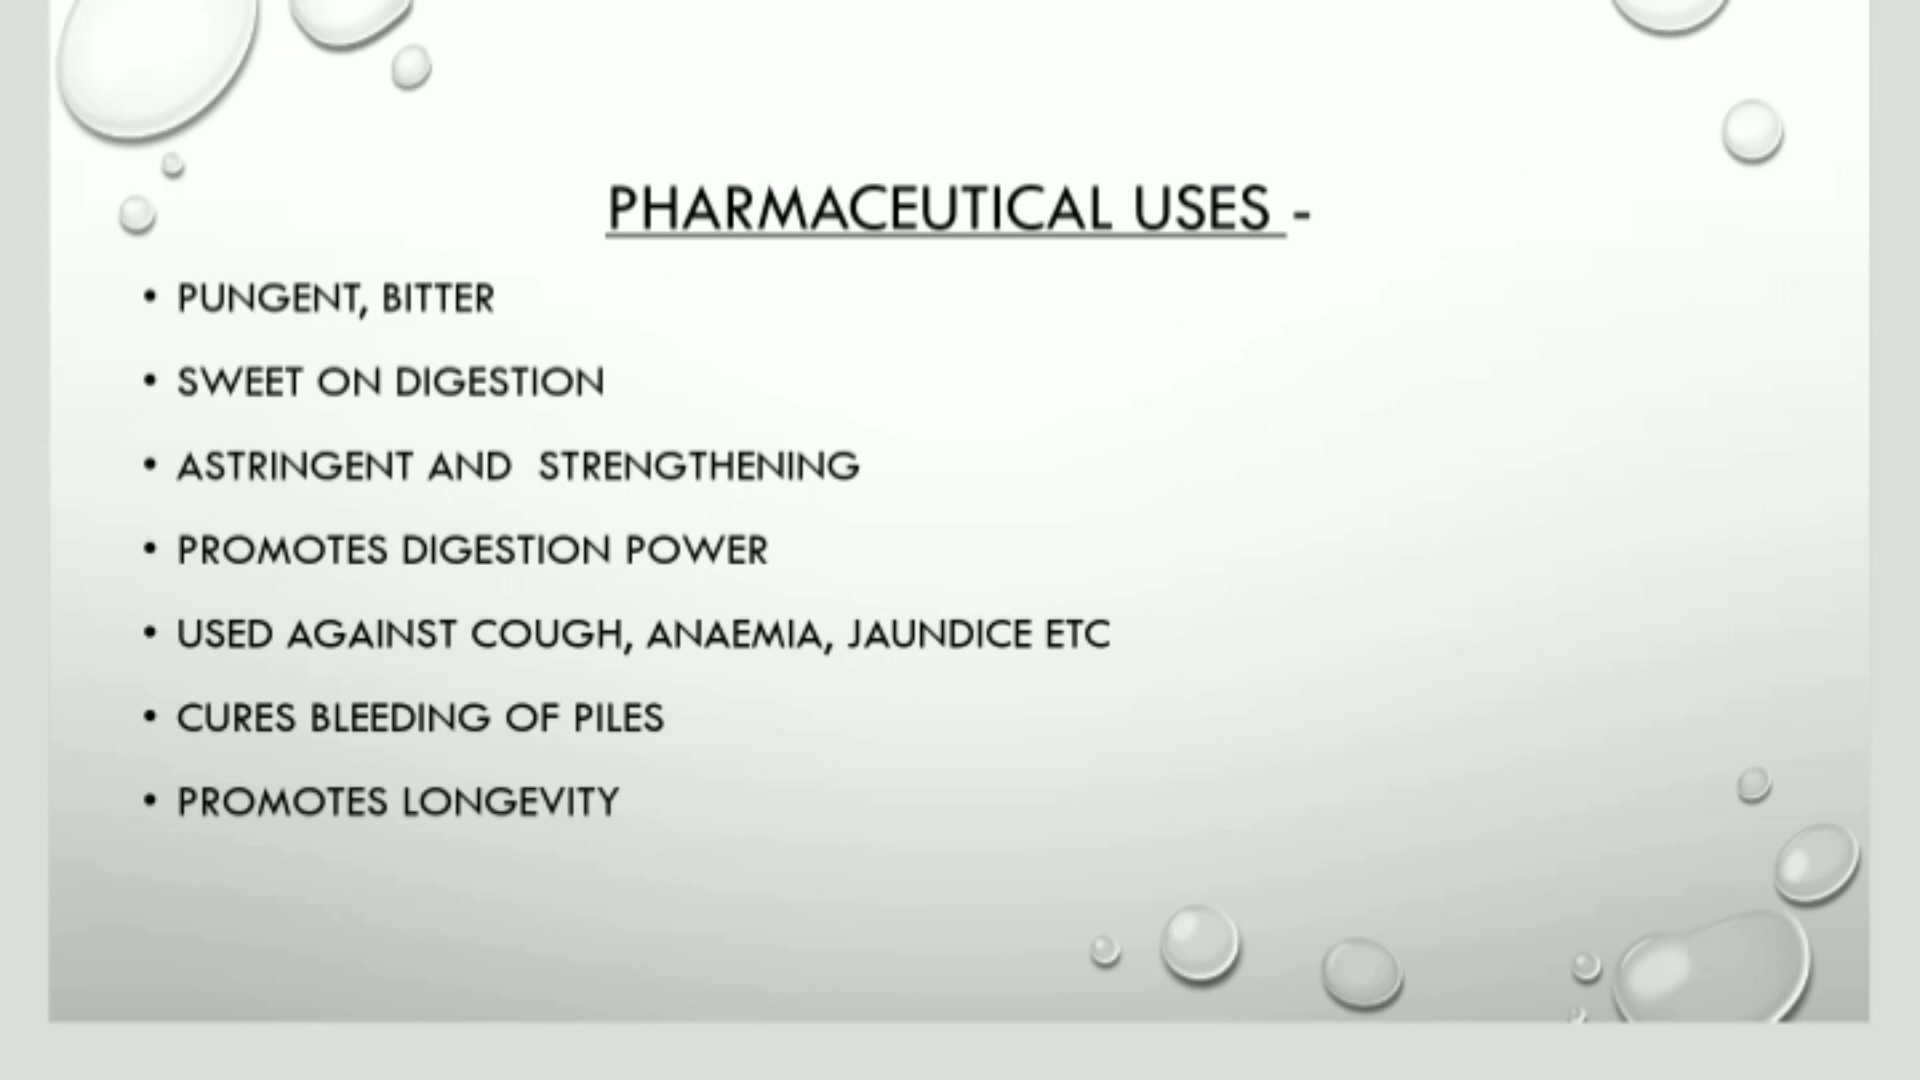 PHARMACEUTICAL USES -
• PUNGENT, BITTER
• SWEET ON DIGESTION
• ASTRINGENT AND  STRENGTHENING
• PROMOTES DIGESTION POWER
• USED AGAINST COUGH, ANAEMIA, JAUNDICE ETC
• CURES BLEEDING OF PILES
• PROMOTES LONGEVITY